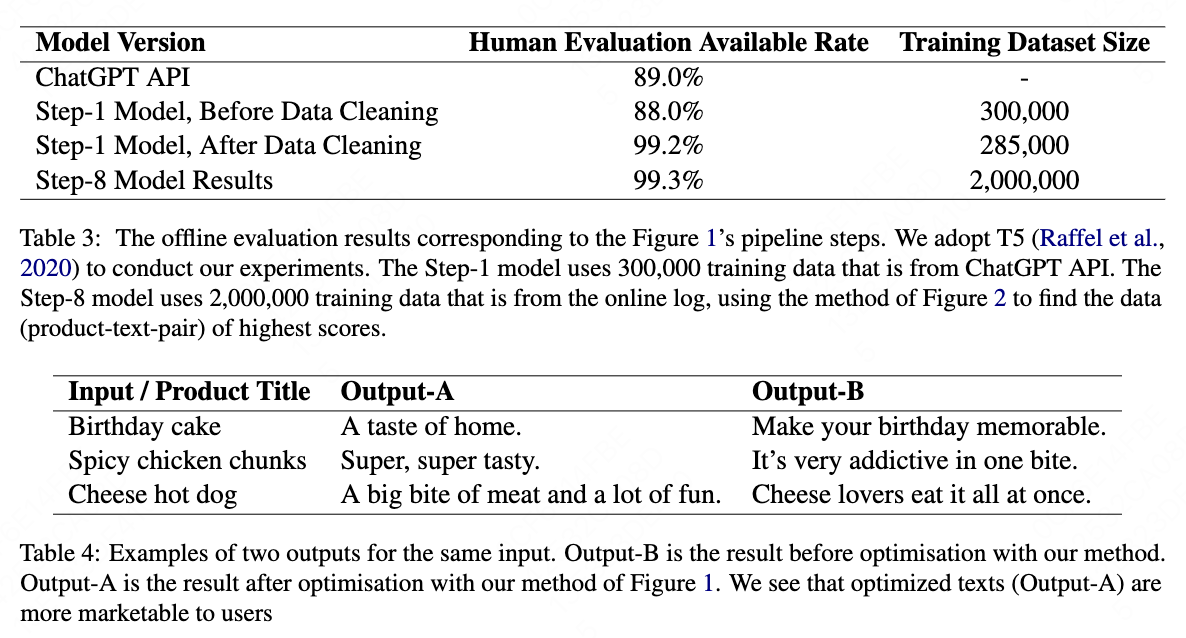 Model Version Human Evaluation Available Rate Training Dataset Size
ChatGPT API 89.0% -
Step-1 Model, Before Data Cleaning 88.0% 300,000
Step-1 Model, After Data Cleaning 99.2% 285,000
Step-8 Model Results 99.3% 2,000,000
Table 3: The offline evaluation results corresponding to the Figure 1's pipeline steps. We adopt T5 (Raffel et al.,
2020) to conduct our experiments. The Step-1 model uses 300,000 training data that is from ChatGPT API. The
Step-8 model uses 2,000,000 training data that is from the online log, using the method of Figure 2 to find the data
(product-text-pair) of highest scores.
Input / Product Title Output-A Output-B
Birthday cake A taste of home. Make your birthday memorable.
Spicy chicken chunks Super, super tasty. It's very addictive in one bite.
Cheese hot dog A big bite of meat and a lot of fun. Cheese lovers eat it all at once.
Table 4: Examples of two outputs for the same input. Output-B is the result before optimisation with our method.
Output-A is the result after optimisation with our method of Figure 1. We see that optimized texts (Output-A) are
more marketable to users